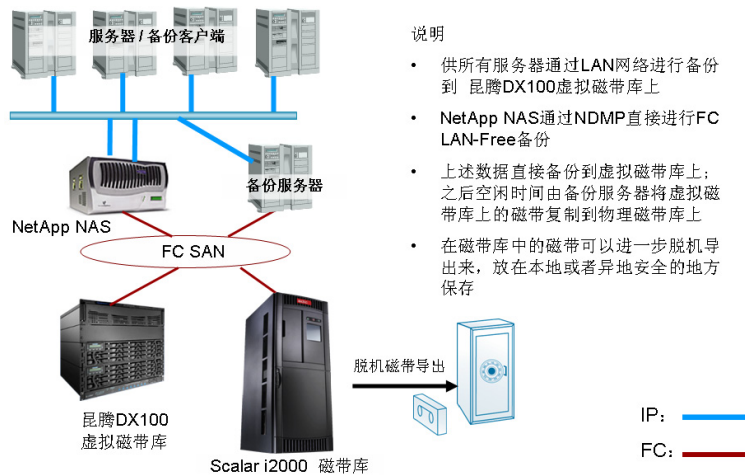 服务器 / 备份客户端
说明
• 供所有服务器通过LAN网络进行备份
到 昆腾DX100虚拟磁带库上
• NetApp NAS通过NDMP直接进行FC
LAN-Free备份
• 上述数据直接备份到虚拟磁带库上；
之后空闲时间由备份服务器将虚拟磁
带库上的磁带复制到物理磁带库上
• 在磁带库中的磁带可以进一步脱机导
出来，放在本地或者异地安全的地方
保存
备份服务器
NetApp NAS
FC SAN
脱机磁带导出
昆腾DX100
虚拟磁带库
Scalar i2000 磁带库
IP：
FC：